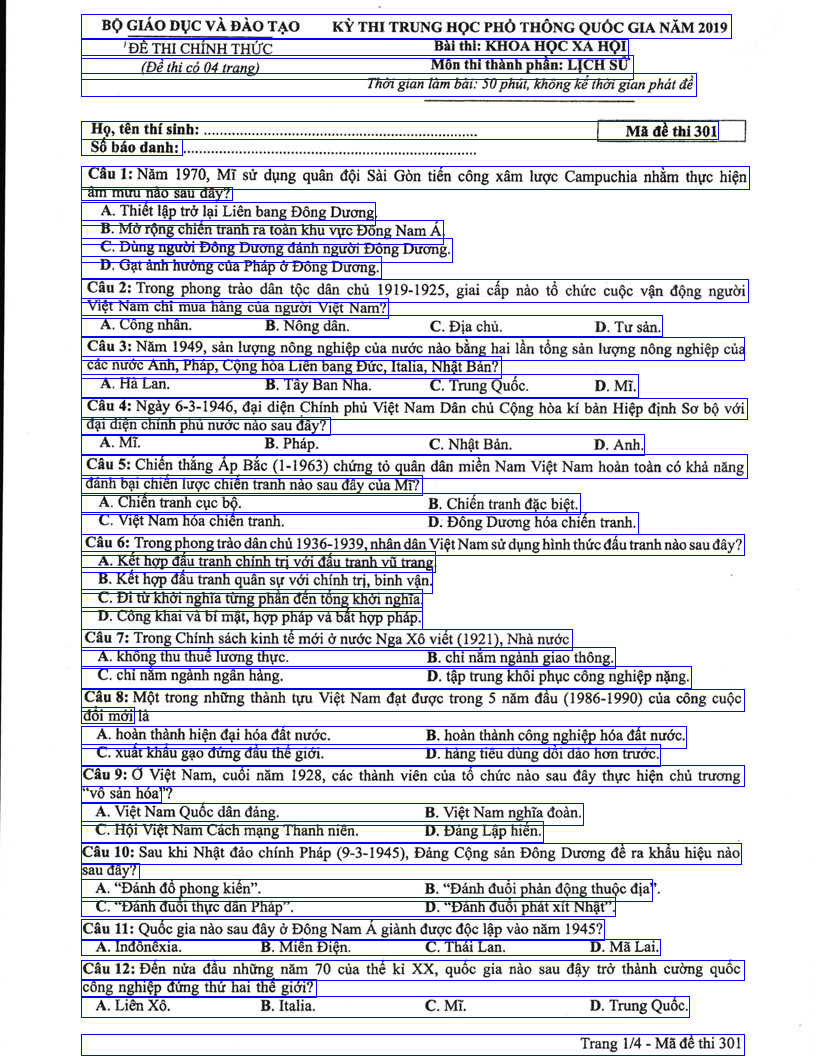 BỘ GIÁO DỤC VÀ ĐÀO TẠO KỲ THI TRUNG HỌC PHỔ THÔNG QUỐC GIA NĂM 2019
ĐỀ THI CHÍNH THỨC Bài thi: KHOA HỌC XÃ HỘI
(Đề thi có 04 trang) Môn thi thành phần: LỊCH SỬ
Thời gian làm bài: 50 phút, không kể thời gian phát đề
Họ, tên thí sinh: .................................................................... Mã đề thi 301
Số báo danh: .........................................................................
Câu 1: Năm 1970, Mĩ sử dụng quân đội Sài Gòn tiến công xâm lược Campuchia nhằm thực hiện
âm mưu nào sau đây?
A. Thiết lập trở lại Liên bang Đông Dương.
B. Mở rộng chiến tranh ra toàn khu vực Đông Nam Á.
C. Dùng người Đông Dương đánh người Đông Dương.
D. Gạt ảnh hưởng của Pháp ở Đông Dương.
Câu 2: Trong phong trào dân tộc dân chủ 1919-1925, giai cấp nào tổ chức cuộc vận động người
Việt Nam chỉ mua hàng của người Việt Nam?
A. Công nhân. B. Nông dân. C. Địa chủ. D. Tư sản.
Câu 3: Năm 1949, sản lượng nông nghiệp của nước nào bằng hai lần tổng sản lượng nông nghiệp của
các nước Anh, Pháp, Cộng hòa Liên bang Đức, Italia, Nhật Bản?
A. Hà Lan. B. Tây Ban Nha. C. Trung Quốc. D. Mĩ.
Câu 4: Ngày 6-3-1946, đại diện Chính phủ Việt Nam Dân chủ Cộng hòa kí bản Hiệp định Sơ bộ với
đại diện chính phủ nước nào sau đây?
A. Mĩ. B. Pháp. C. Nhật Bản. D. Anh.
Câu 5: Chiến thắng Ấp Bắc (1-1963) chứng tỏ quân dân miền Nam Việt Nam hoàn toàn có khả năng
đánh bại chiến lược chiến tranh nào sau đây của Mĩ?
A. Chiến tranh cục bộ. B. Chiến tranh đặc biệt.
C. Việt Nam hóa chiến tranh. D. Đông Dương hóa chiến tranh.
Câu 6: Trong phong trào dân chủ 1936-1939, nhân dân Việt Nam sử dụng hình thức đấu tranh nào sau đây?
A. Kết hợp đấu tranh chính trị với đấu tranh vũ trang.
B. Kết hợp đấu tranh quân sự với chính trị, binh vận.
C. Đi từ khởi nghĩa từng phần đến tổng khởi nghĩa.
D. Công khai và bí mật, hợp pháp và bất hợp pháp.
Câu 7: Trong Chính sách kinh tế mới ở nước Nga Xô viết (1921), Nhà nước
A. không thu thuế lương thực. B. chỉ nắm ngành giao thông.
C. chỉ nắm ngành ngân hàng. D. tập trung khôi phục công nghiệp nặng.
Câu 8: Một trong những thành tựu Việt Nam đạt được trong 5 năm đầu (1986-1990) của công cuộc
đổi mới là
A. hoàn thành hiện đại hóa đất nước. B. hoàn thành công nghiệp hóa đất nước.
C. xuất khẩu gạo đứng đầu thế giới. D. hàng tiêu dùng dồi dào hơn trước.
Câu 9: Ở Việt Nam, cuối năm 1928, các thành viên của tổ chức nào sau đây thực hiện chủ trương
“vô sản hóa”?
A. Việt Nam Quốc dân đảng. B. Việt Nam nghĩa đoàn.
C. Hội Việt Nam Cách mạng Thanh niên. D. Đảng Lập hiến.
Câu 10: Sau khi Nhật đảo chính Pháp (9-3-1945), Đảng Cộng sản Đông Dương đề ra khẩu hiệu nào
sau đây?
A. “Đánh đổ phong kiến”. B. “Đánh đuổi phản động thuộc địa”.
C. “Đánh đuổi thực dân Pháp”. D. “Đánh đuổi phát xít Nhật”.
Câu 11: Quốc gia nào sau đây ở Đông Nam Á giành được độc lập vào năm 1945?
A. Inđônêxia. B. Miến Điện. C. Thái Lan. D. Mã Lai.
Câu 12: Đến nửa đầu những năm 70 của thế kỉ XX, quốc gia nào sau đây trở thành cường quốc
công nghiệp đứng thứ hai thế giới?
A. Liên Xô. B. Italia. C. Mĩ. D. Trung Quốc.
Trang 1/4 - Mã đề thi 301